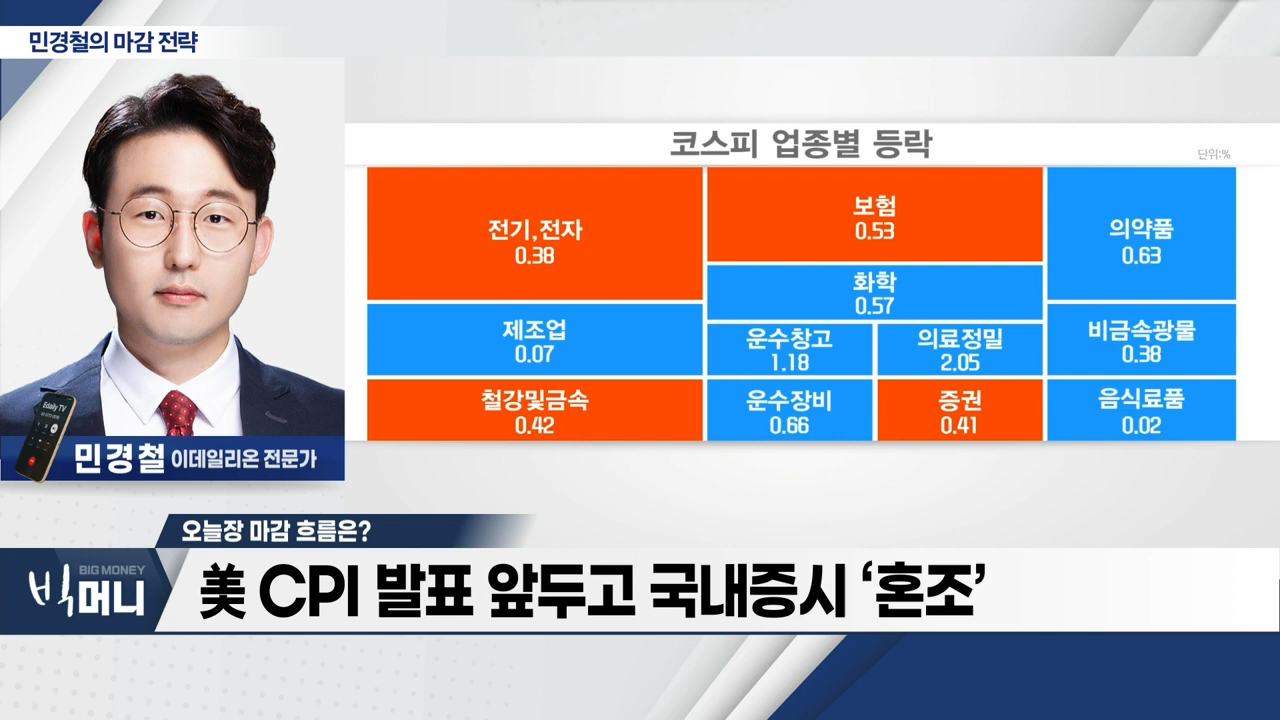 민경철의 마감 전략
코스피 업종별 등락
단위:%
전기,전자
0.38
보험
0.53
의약품
0.63
화학
0.57
제조업
0.07
운수창고
1.18
의료정밀
2.05
비금속광물
0.38
철강및금속
0.42
운수장비
0.66
증권
0.41
음식료품
0.02
Edaily TV
민경철 이데일리온 전문가
오늘장 마감 흐름은?
BIG MONEY
빅머니
美 CPI 발표 앞두고 국내증시 ‘혼조’